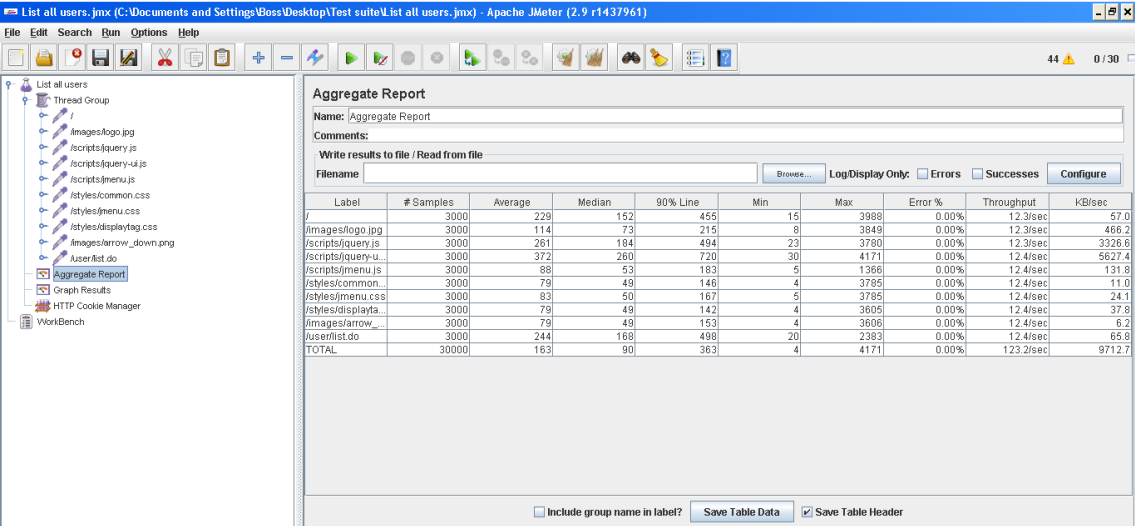 List all users.jmx (C:\Documents and Settings\Boss\Desktop\Test suite\List all users.jmx) - Apache JMeter (2.9 r1437961)
File Edit Search Run Options Help
44 0 / 30
List all users
Thread Group
/
/images/logo.jpg
/scripts/jquery.js
/scripts/jquery-ui.js
/scripts/jmenu.js
/styles/common.css
/styles/jmenu.css
/styles/displaytag.css
/images/arrow_down.png
/user/list.do
Aggregate Report
Graph Results
HTTP Cookie Manager
WorkBench
Aggregate Report
Name: Aggregate Report
Comments:
Write results to file / Read from file
Filename Browse... Log/Display Only: Errors Successes Configure
Label # Samples Average Median 90% Line Min Max Error % Throughput KB/sec
/ 3000 229 152 455 15 3988 0.00% 12.3/sec 57.0
/images/logo.jpg 3000 114 73 215 8 3849 0.00% 12.3/sec 466.2
/scripts/jquery.js 3000 261 184 494 23 3780 0.00% 12.3/sec 3326.6
/scripts/jquery-u... 3000 372 260 720 30 4171 0.00% 12.4/sec 5627.4
/scripts/jmenu.js 3000 88 53 183 5 1366 0.00% 12.4/sec 131.8
/styles/common... 3000 79 49 146 4 3785 0.00% 12.4/sec 11.0
/styles/jmenu.css 3000 83 50 167 5 3785 0.00% 12.4/sec 24.1
/styles/displayta... 3000 79 49 142 4 3605 0.00% 12.4/sec 37.8
/images/arrow_... 3000 79 49 153 4 3606 0.00% 12.4/sec 6.2
/user/list.do 3000 244 168 498 20 2383 0.00% 12.4/sec 65.8
TOTAL 30000 163 90 363 4 4171 0.00% 123.2/sec 9712.7
Include group name in label? Save Table Data Save Table Header